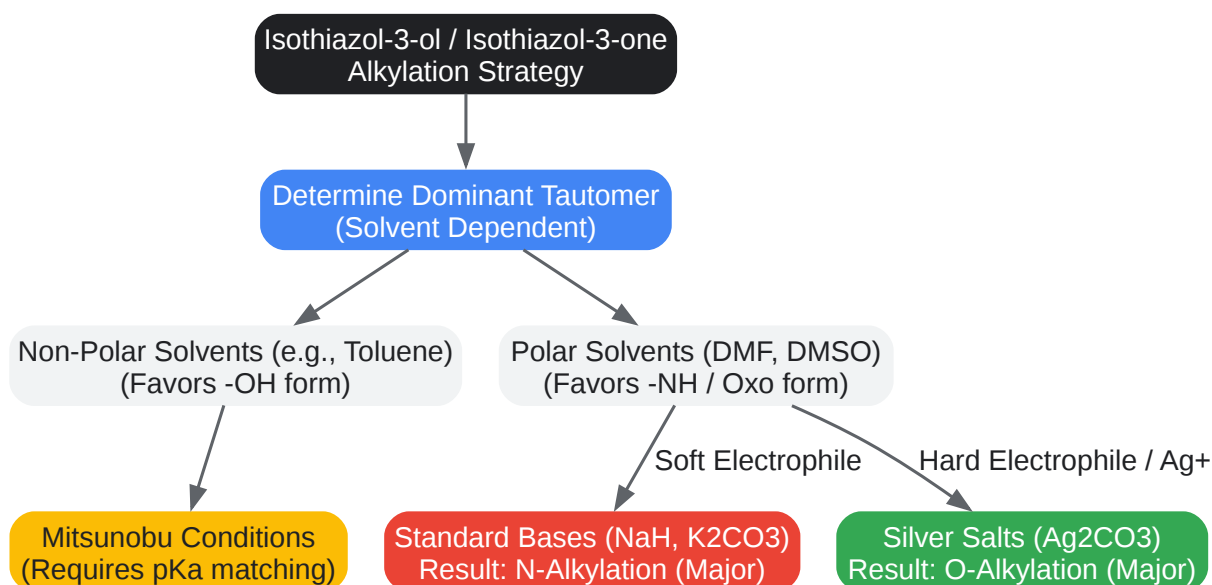 Isothiazol-3-ol / Isothiazol-3-one
Alkylation Strategy
Determine Dominant Tautomer
(Solvent Dependent)
Non-Polar Solvents (e.g., Toluene)
(Favors -OH form)
Polar Solvents (DMF, DMSO)
(Favors -NH / Oxo form)
Soft Electrophile
Hard Electrophile / Ag+
Mitsunobu Conditions
(Requires pKa matching)
Standard Bases (NaH, K2CO3)
Result: N-Alkylation (Major)
Silver Salts (Ag2CO3)
Result: O-Alkylation (Major)